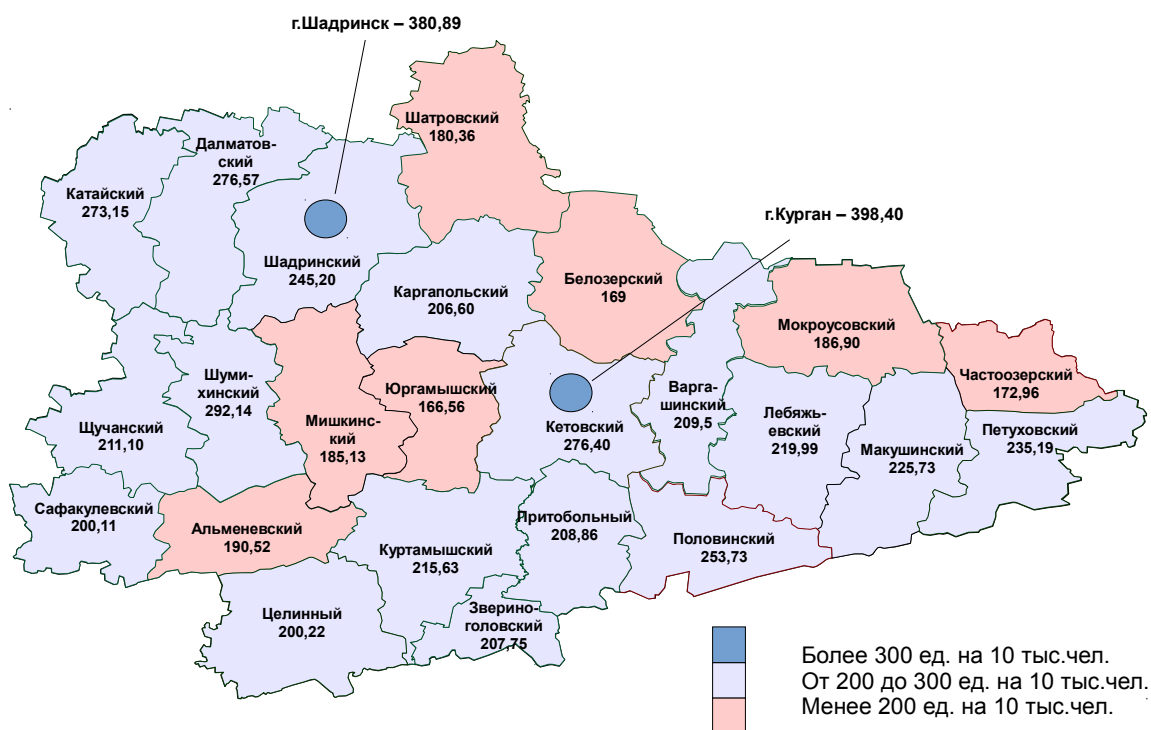 г.Шадринск – 380,89
Шатровский
180,36
Далматов-
ский
276,57
Катайский
273,15
г.Курган – 398,40
Шадринский
245,20
Каргапольский
206,60
Белозерский
169
Мокроусовский
186,90
Частоозерский
172,96
Шуми-
хинский
292,14
Юргамышский
166,56
Варга-
шинский
209,5
Лебяжь-
евский
219,99
Щучанский
211,10
Мишкинс-
кий
185,13
Кетовский
276,40
Макушинский
225,73
Петуховский
235,19
Сафакулевский
200,11
Альменевский
190,52
Куртамышский
215,63
Притобольный
208,86
Половинский
253,73
Целинный
200,22
Зверино-
головский
207,75
Более 300 ед. на 10 тыс.чел.
От 200 до 300 ед. на 10 тыс.чел.
Менее 200 ед. на 10 тыс.чел.